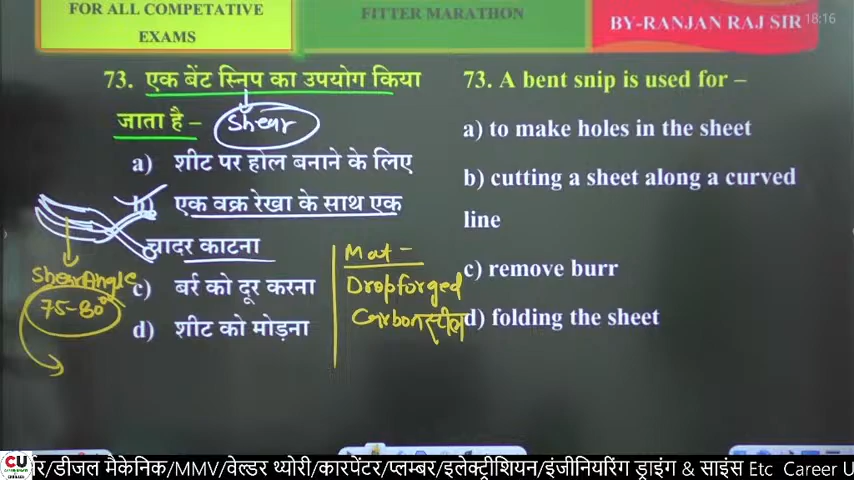 FOR ALL COMPETATIVE
EXAMS
FITTER MARATHON
BY-RANJAN RAJ SIR
18:16
73. एक बेंट स्निप का उपयोग किया
जाता है –
Shear
a) शीट पर होल बनाने के लिए
b) एक वक्र रेखा के साथ एक
चादर काटना
c) बर्र को दूर करना
d) शीट को मोड़ना
Shear Angle
75-80°
Mat –
Dropforged
Carbon स्टील
73. A bent snip is used for –
a) to make holes in the sheet
b) cutting a sheet along a curved
line
c) remove burr
d) folding the sheet
CU
र/डीजल मैकेनिक/MMV/वेल्डर थ्योरी/कारपेंटर/प्लम्बर/इलेक्ट्रीशियन/इंजीनियरिंग ड्राइंग & साइंस Etc Career U